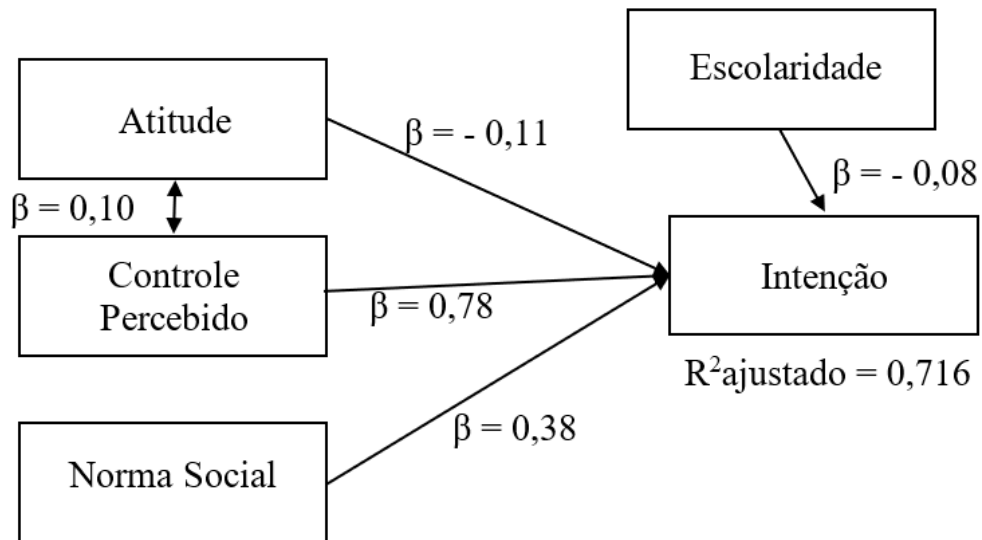 Escolaridade
Atitude
β = - 0,11
β = - 0,08
β = 0,10
Controle
Percebido
β = 0,78
Intenção
R²ajustado = 0,716
β = 0,38
Norma Social